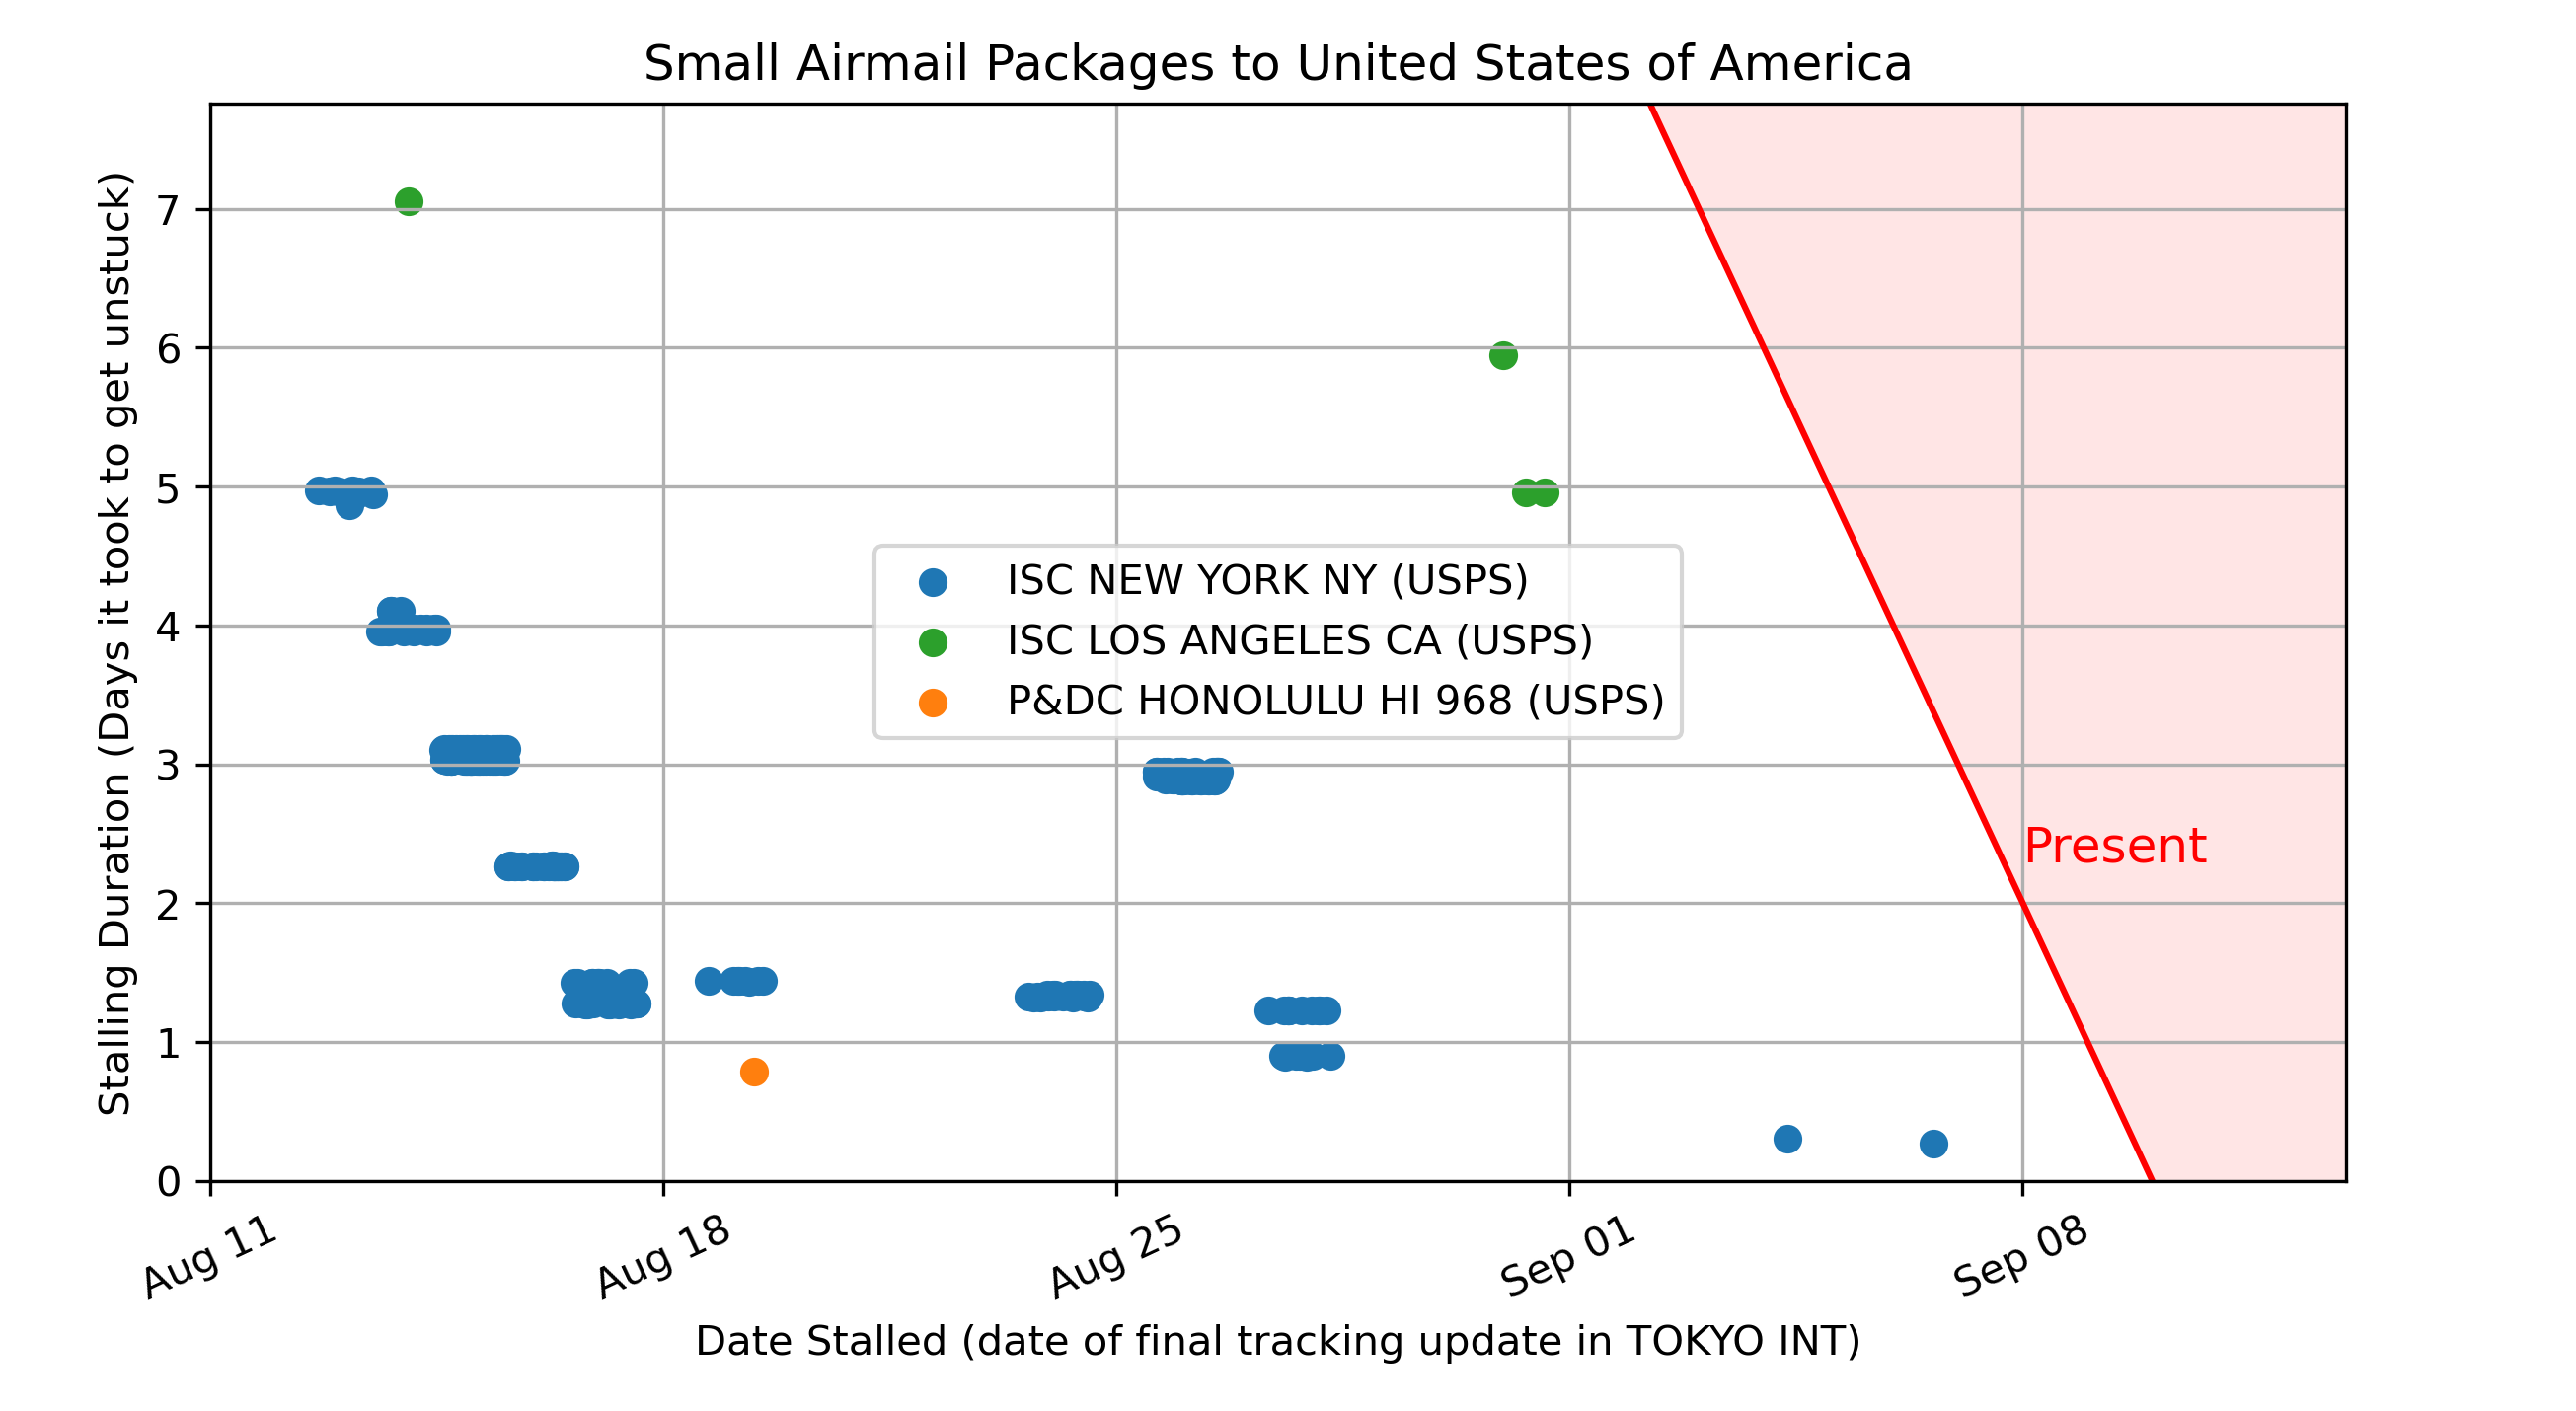 Small Airmail Packages to United States of America
Stalling Duration (Days it took to get unstuck)
7
6
5
4
3
2
1
0
ISC NEW YORK NY (USPS)
ISC LOS ANGELES CA (USPS)
P&DC HONOLULU HI 968 (USPS)
Present
Aug 11
Aug 18
Aug 25
Sep 01
Sep 08
Date Stalled (date of final tracking update in TOKYO INT)